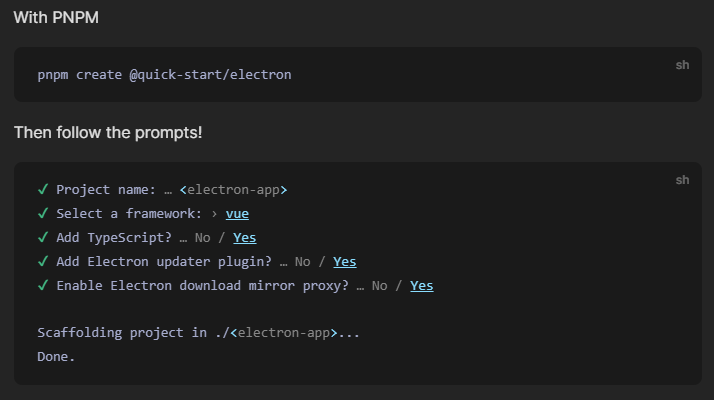 With PNPM
sh
pnpm create @quick-start/electron
Then follow the prompts!
sh
✔ Project name: … <electron-app>
✔ Select a framework: › vue
✔ Add TypeScript? … No / Yes
✔ Add Electron updater plugin? … No / Yes
✔ Enable Electron download mirror proxy? … No / Yes
Scaffolding project in ./<electron-app>...
Done.